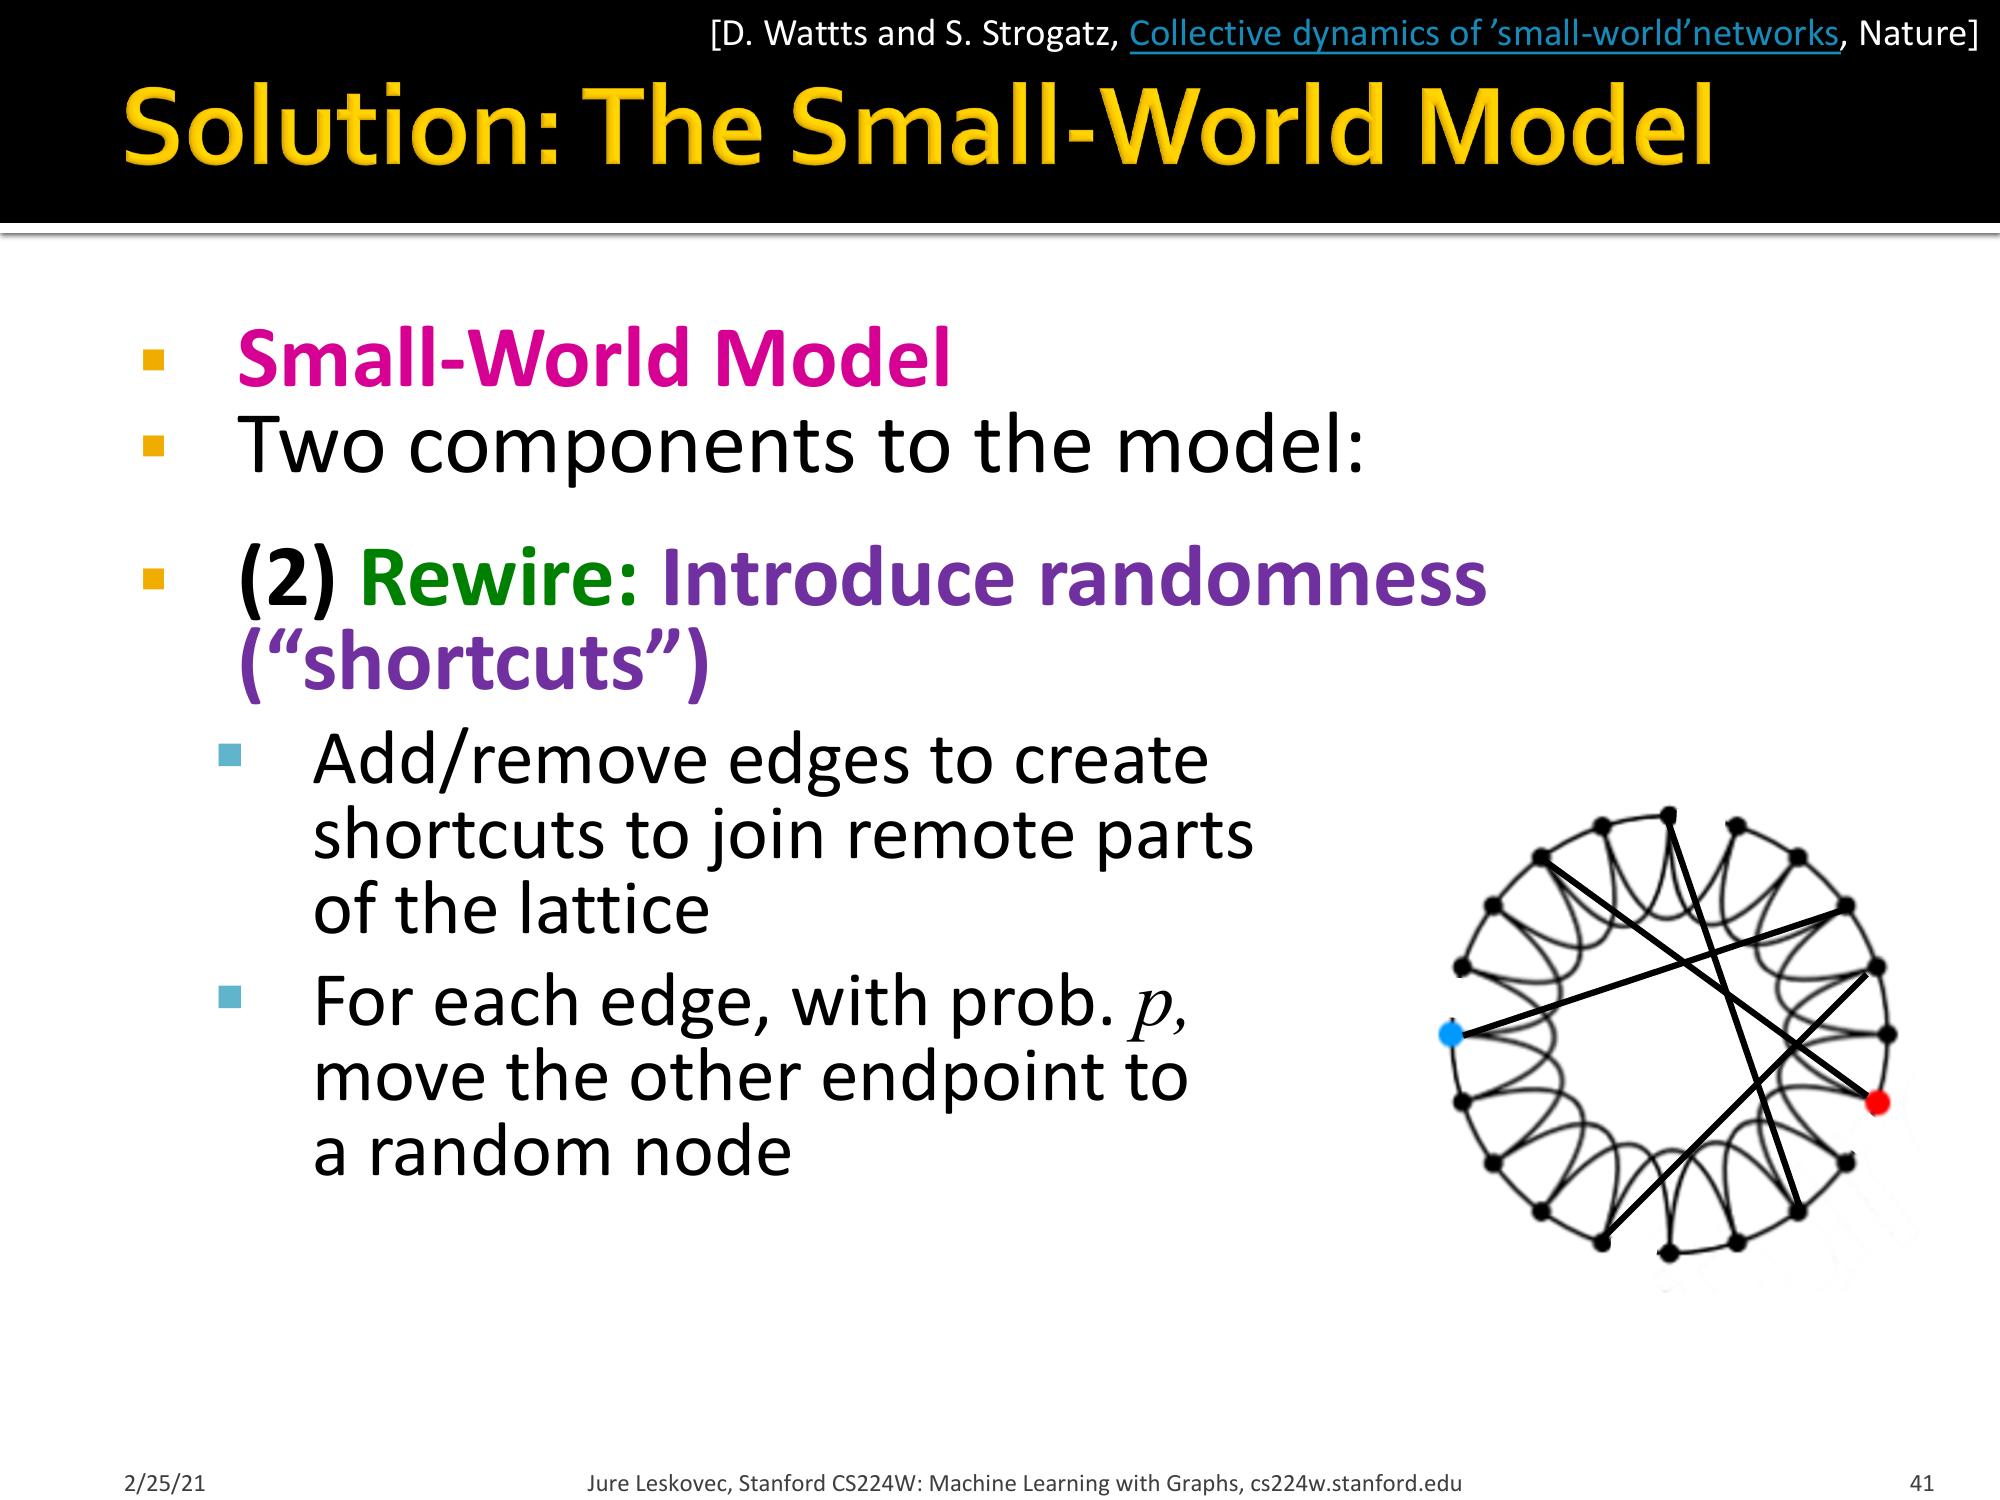 [D. Wattts and S. Strogatz, Collective dynamics of ’small-world’networks, Nature]
Solution: The Small-World Model
▪ Small-World Model
▪ Two components to the model:
▪ (2) Rewire: Introduce randomness
(“shortcuts”)
▪ Add/remove edges to create
shortcuts to join remote parts
of the lattice
▪ For each edge, with prob. p,
move the other endpoint to
a random node
2/25/21
Jure Leskovec, Stanford CS224W: Machine Learning with Graphs, cs224w.stanford.edu
41